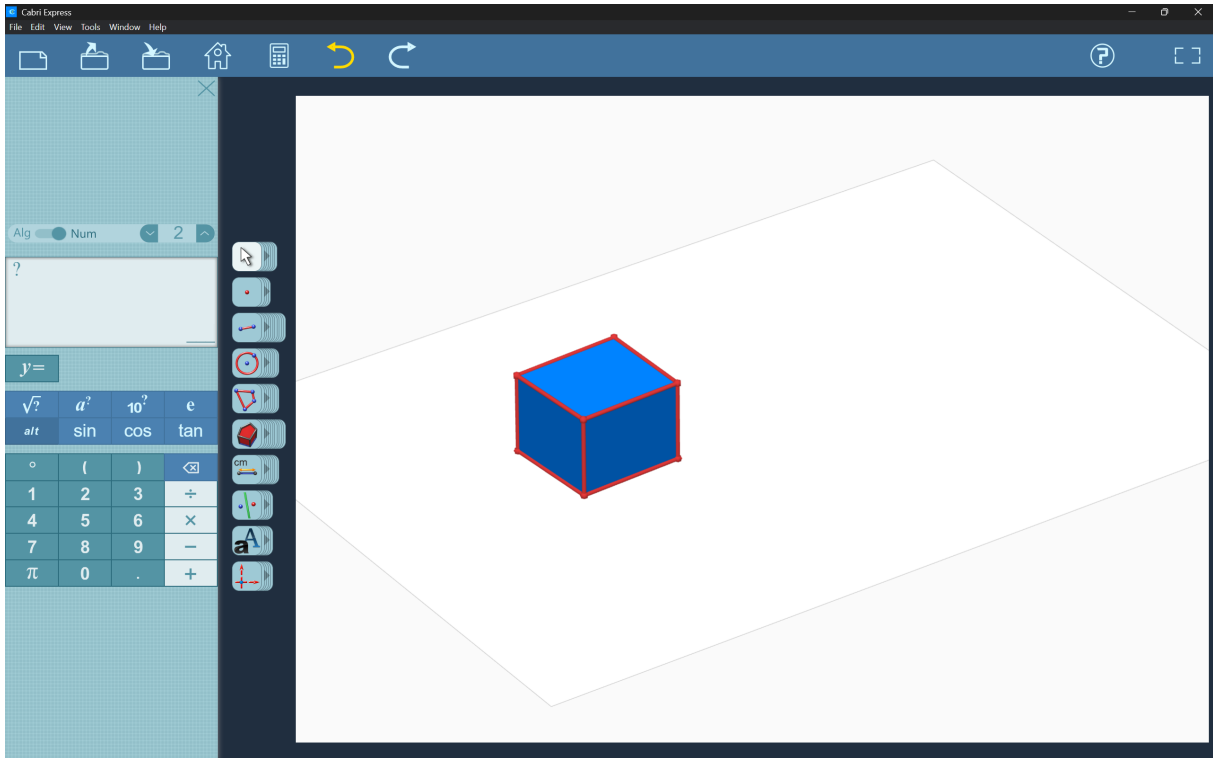 Cabri Express
File Edit View Tools Window Help
Alg Num 2
?
y=
√? a? 10? e
alt sin cos tan
° ( )
1 2 3 ÷
4 5 6 ×
7 8 9 −
π 0 . +
cm
aA